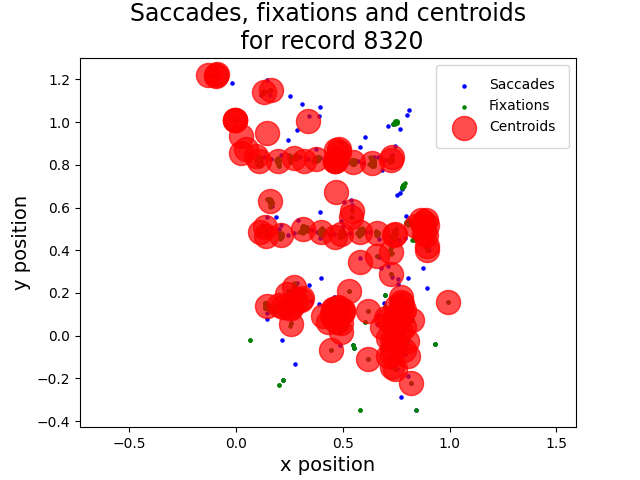 Saccades, fixations and centroids
for record 8320
Saccades
Fixations
Centroids
y position
1.2
1.0
0.8
0.6
0.4
0.2
0.0
−0.2
−0.4
−0.5
0.0
0.5
1.0
1.5
x position